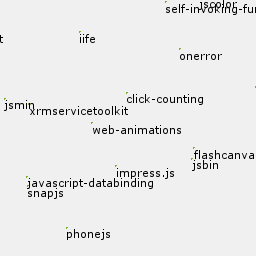 jscolor
self-invoking-fun
t
iife
onerror
click-counting
jsmin
xrmservicetoolkit
web-animations
flashcanva
jsbin
impress.js
javascript-databinding
snapjs
phonejs